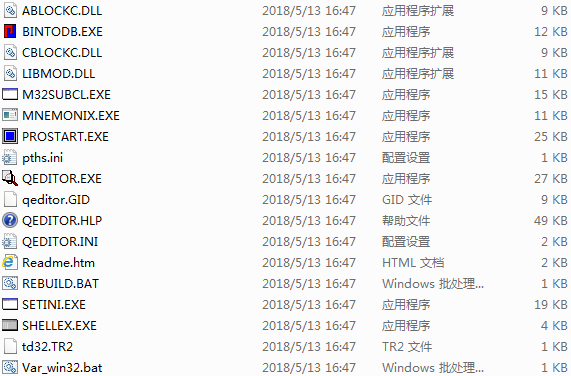 ABLOCKC.DLL 2018/5/13 16:47 应用程序扩展 9 KB
BINTODB.EXE 2018/5/13 16:47 应用程序 12 KB
CBLOCKC.DLL 2018/5/13 16:47 应用程序扩展 9 KB
LIBMOD.DLL 2018/5/13 16:47 应用程序扩展 11 KB
M32SUBCL.EXE 2018/5/13 16:47 应用程序 15 KB
MNEMONIX.EXE 2018/5/13 16:47 应用程序 11 KB
PROSTART.EXE 2018/5/13 16:47 应用程序 25 KB
pths.ini 2018/5/13 16:47 配置设置 1 KB
QEDITOR.EXE 2018/5/13 16:47 应用程序 27 KB
qeditor.GID 2018/5/13 16:47 GID 文件 9 KB
QEDITOR.HLP 2018/5/13 16:47 帮助文件 49 KB
QEDITOR.INI 2018/5/13 16:47 配置设置 2 KB
Readme.htm 2018/5/13 16:47 HTML 文档 2 KB
REBUILD.BAT 2018/5/13 16:47 Windows 批处理... 1 KB
SETINI.EXE 2018/5/13 16:47 应用程序 19 KB
SHELLEX.EXE 2018/5/13 16:47 应用程序 4 KB
td32.TR2 2018/5/13 16:47 TR2 文件 2 KB
Var_win32.bat 2018/5/13 16:47 Windows 批处理... 1 KB